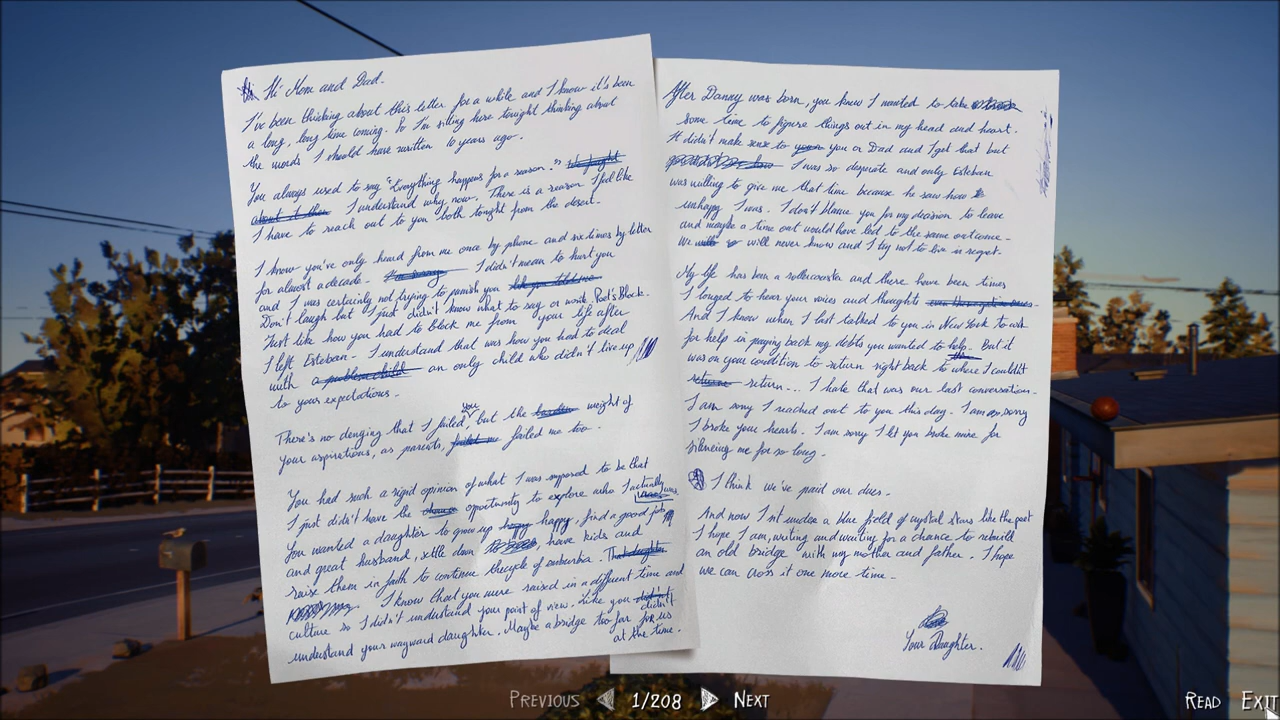 Hi Mom and Dad.
I've been thinking about this letter for a while and I know it's been
a long, long time coming. So I'm sitting here tonight thinking about
the words I should have written 10 years ago.
You always used to say "Everything happens for a reason."
about it then I understand why now. There is a reason I feel like
I have to reach out to you both tonight from the desert.
I know you've only heard from me once by phone and six times by letter
for almost a decade. I'm sorry I didn't mean to hurt you
and I was certainly not trying to punish you
Don't laugh but I just didn't know what to say or write. Poet's Block.
Just like how you had to block me from your life after
I left Esteban. I understand that was how you had to deal
with a problem child an only child who didn't live up
to your expectations.
There's no denying that I failed you, but the burden weight of
your aspirations, as parents, failed me failed me too.
You had such a rigid opinion of what I was supposed to be that
I just didn't have the chance opportunity to explore who I actually was.
You wanted a daughter to grow up happy happy, find a good job
and great husband, settle down, have kids and
raise them in faith to continue the cycle of suburbia. That daughter
I know that you were raised in a different time and
culture so I didn't understand your point of view. Like you didn't didn't
understand your wayward daughter. Maybe a bridge too far for us
at the time.
After Danny was born, you knew I wanted to take
some time to figure things out in my head and heart.
It didn't make sense to your you or Dad and I get that but
I was so desperate and only Esteban
was willing to give me that time because he saw how
unhappy I was. I don't blame you for my decision to leave
and maybe a time out would have led to the same outcome.
We will never know and I try not to live in regret.
My life has been a rollercoaster and there have been times
I longed to hear your voices and thoughts
And I know when I last talked to you in New York to ask
for help in paying back my debts you wanted to help. But it
was on your condition to return right back to where I couldn't
return return... I hate that was our last conversation.
I am sorry I reached out to you this day. I am so sorry
I broke your hearts. I am sorry I let you broke mine for
silencing me for so long.
I think we've paid our dues.
And now I sit under a blue field of crystal stars like the poet
I hope I am, writing and waiting for a chance to rebuild
an old bridge with my mother and father. I hope
we can cross it one more time.
Your Daughter.
Previous 1/208 Next
Read Exit